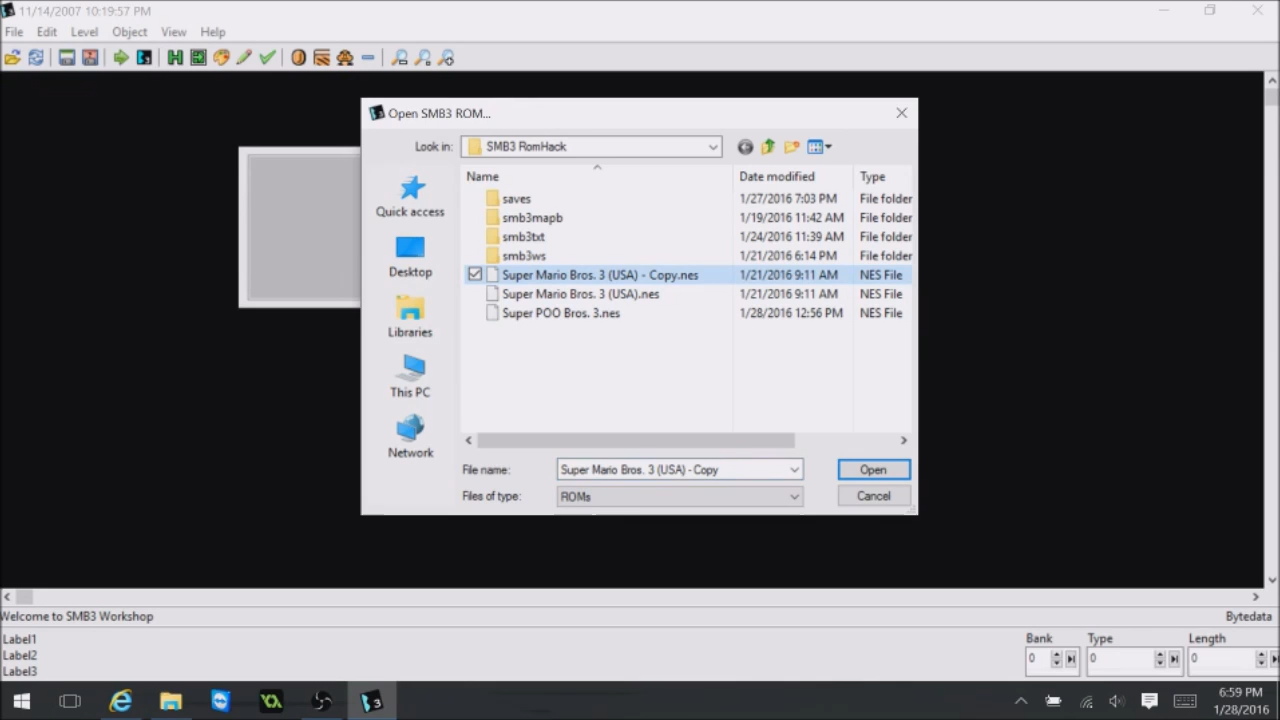 11/14/2007 10:19:57 PM
File Edit Level Object View Help
Open SMB3 ROM...
Look in: SMB3 RomHack
Name Date modified Type
saves 1/27/2016 7:03 PM File folder
smb3mapb 1/19/2016 11:42 AM File folder
smb3txt 1/24/2016 11:39 AM File folder
smb3ws 1/21/2016 6:14 PM File folder
Super Mario Bros. 3 (USA) - Copy.nes 1/21/2016 9:11 AM NES File
Super Mario Bros. 3 (USA).nes 1/21/2016 9:11 AM NES File
Super POO Bros. 3.nes 1/28/2016 12:56 PM NES File
Quick access
Desktop
Libraries
This PC
Network
File name: Super Mario Bros. 3 (USA) - Copy Open
Files of type: ROMs Cancel
Welcome to SMB3 Workshop Bytedata
Label1 Bank Type Length
Label2 0 0 0
Label3
6:59 PM
1/28/2016